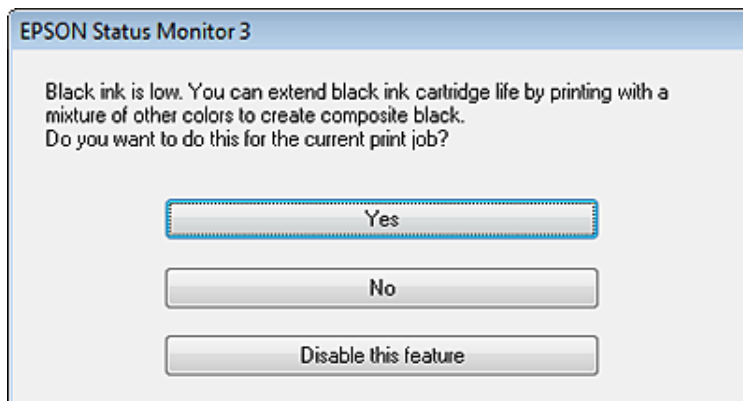 EPSON Status Monitor 3
Black ink is low. You can extend black ink cartridge life by printing with a
mixture of other colors to create composite black.
Do you want to do this for the current print job?
Yes
No
Disable this feature